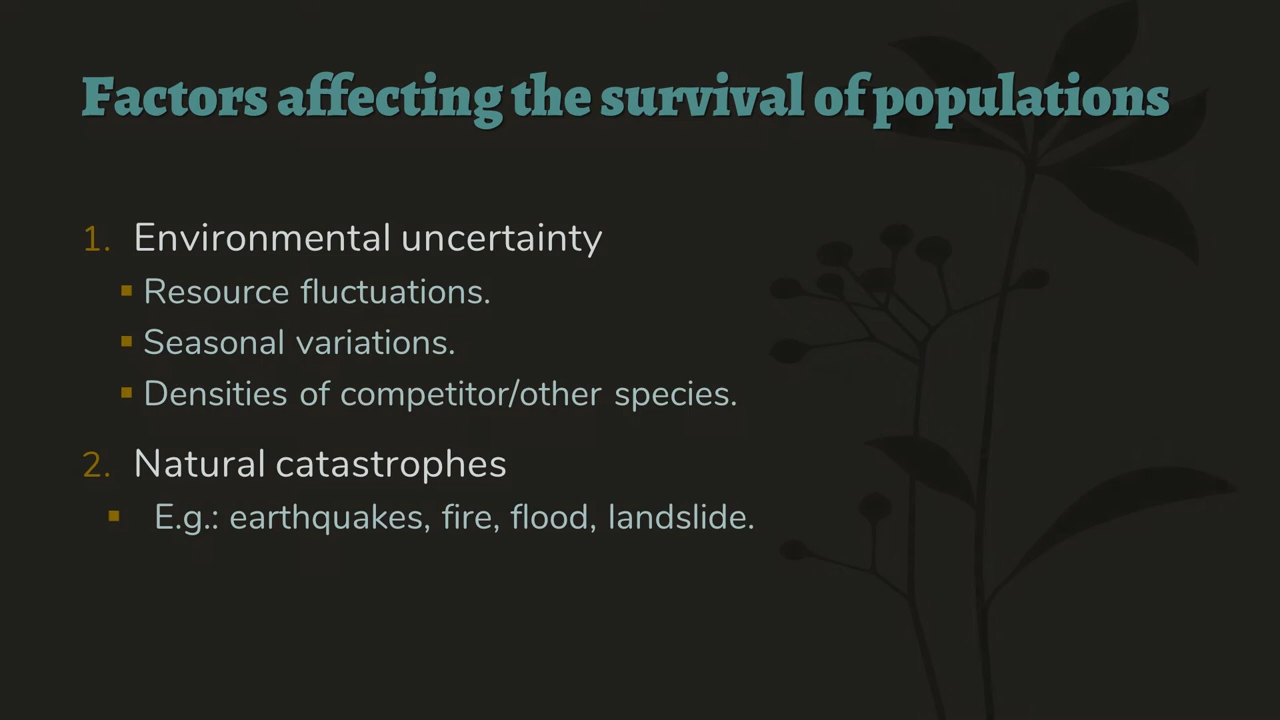 Factors affecting the survival of populations
1. Environmental uncertainty
▪ Resource fluctuations.
▪ Seasonal variations.
▪ Densities of competitor/other species.
2. Natural catastrophes
▪ E.g.: earthquakes, fire, flood, landslide.